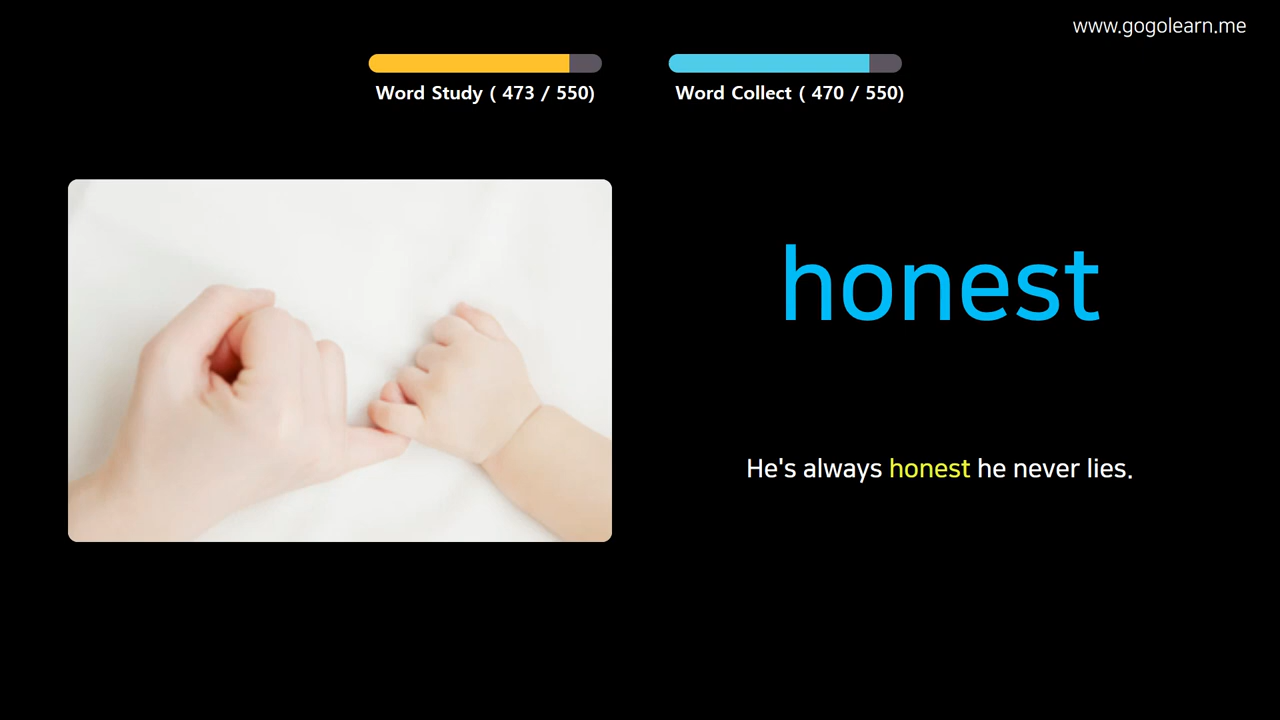 www.gogolearn.me
Word Study ( 473 / 550)
Word Collect ( 470 / 550)
honest
He's always honest he never lies.